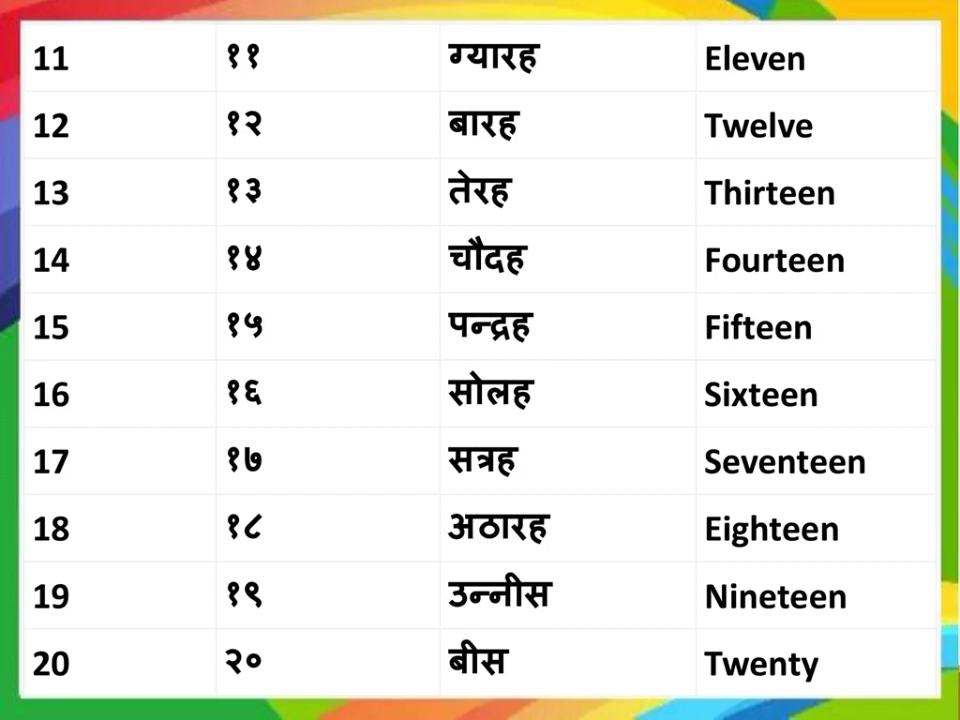 11 ११ ग्यारह Eleven
12 १२ बारह Twelve
13 १३ तेरह Thirteen
14 १४ चौदह Fourteen
15 १५ पन्द्रह Fifteen
16 १६ सोलह Sixteen
17 १७ सत्रह Seventeen
18 १८ अठारह Eighteen
19 १९ उन्नीस Nineteen
20 २० बीस Twenty